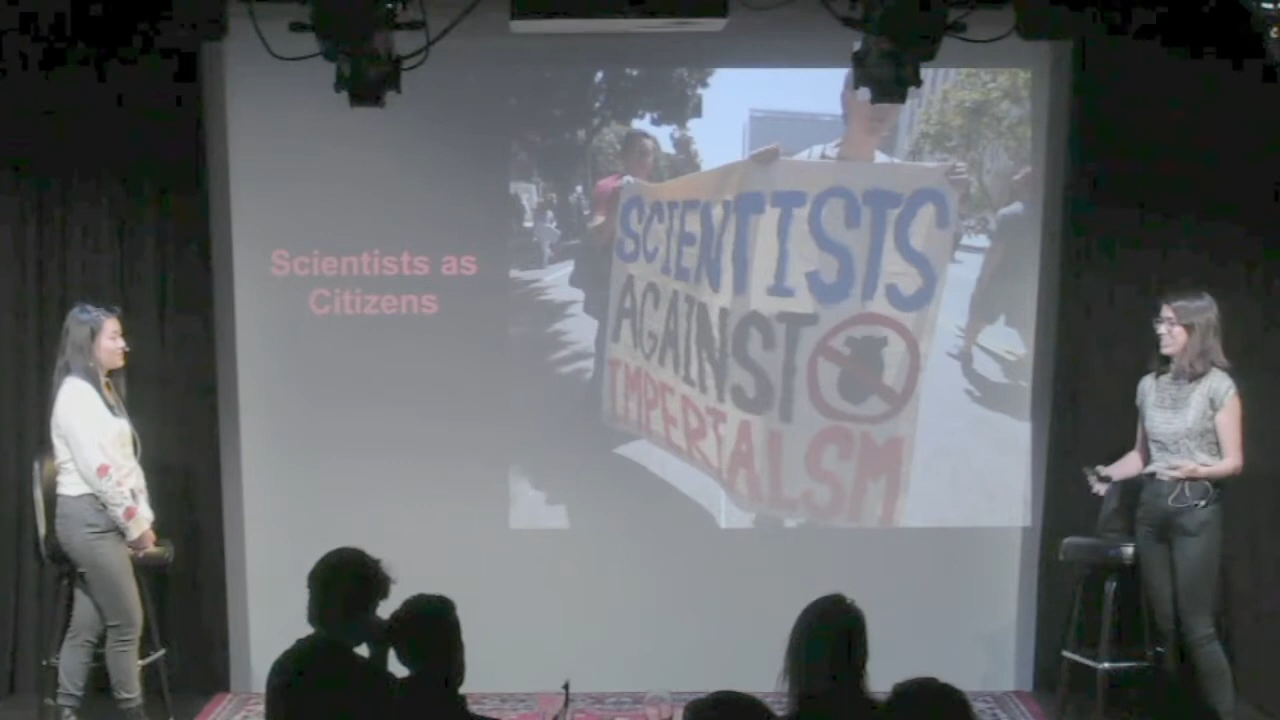 Scientists as
Citizens
SCIENTISTS
AGAINST
IMPERIALSM